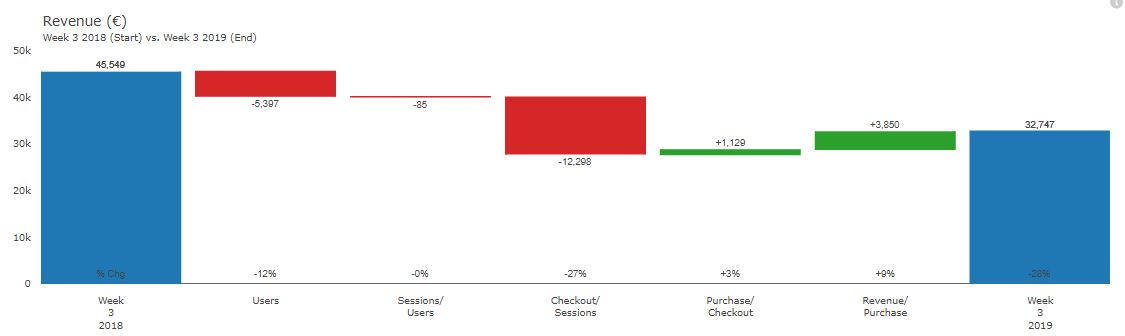 Revenue (€)
Week 3 2018 (Start) vs. Week 3 2019 (End)
50k
45,549
40k
-5,397
-85
+3,850
32,747
30k
+1,129
-12,298
20k
10k
% Chg
-12%
-0%
-27%
+3%
+9%
-28%
0
Week
3
2018
Users
Sessions/
Users
Checkout/
Sessions
Purchase/
Checkout
Revenue/
Purchase
Week
3
2019